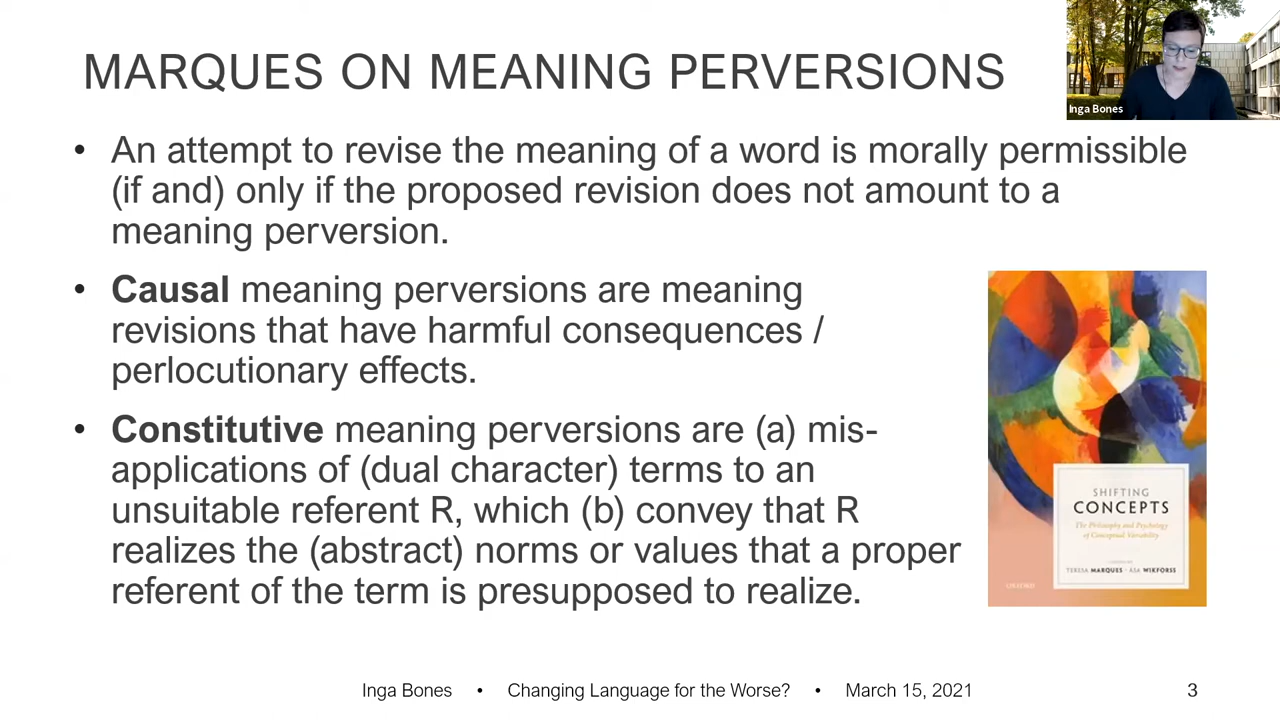 MARQUES ON MEANING PERVERSIONS
Inga Bones
• An attempt to revise the meaning of a word is morally permissible
(if and) only if the proposed revision does not amount to a
meaning perversion.
• Causal meaning perversions are meaning
revisions that have harmful consequences /
perlocutionary effects.
• Constitutive meaning perversions are (a) mis-
applications of (dual character) terms to an
unsuitable referent R, which (b) convey that R
realizes the (abstract) norms or values that a proper
referent of the term is presupposed to realize.
SHIFTING
CONCEPTS
The Philosophy and Psychology
of Conceptual Variability
TERESA MARQUES · ÅSA WIKFORSS
OXFORD
Inga Bones • Changing Language for the Worse? • March 15, 2021 3